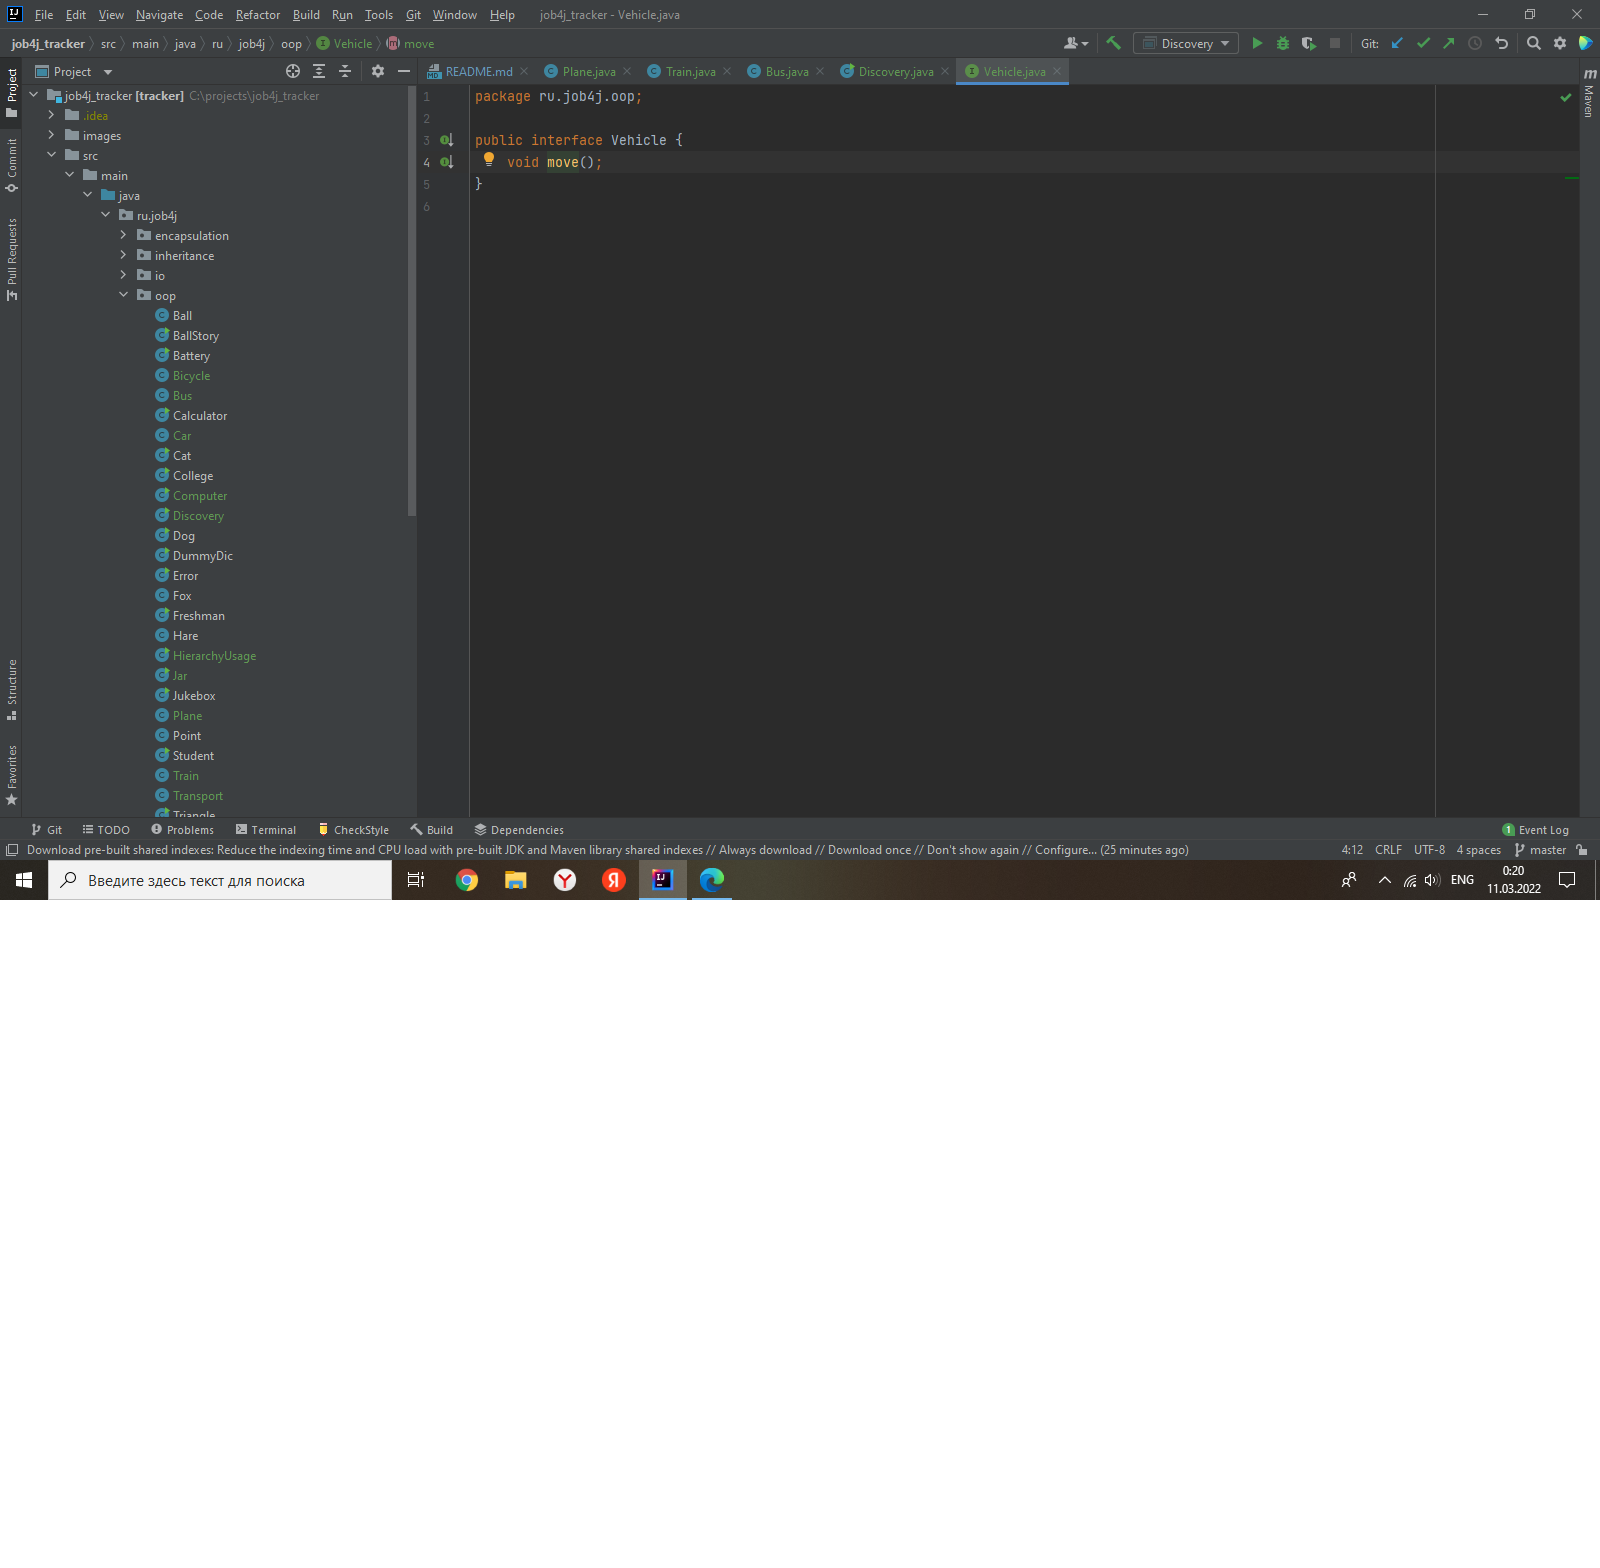 File Edit View Navigate Code Refactor Build Run Tools Git Window Help job4j_tracker - Vehicle.java
job4j_tracker src main java ru job4j oop Vehicle move
Discovery Git:
Project
README.md Plane.java Train.java Bus.java Discovery.java Vehicle.java
job4j_tracker [tracker] C:\projects\job4j_tracker
.idea
images
src
main
java
ru.job4j
encapsulation
inheritance
io
oop
Ball
BallStory
Battery
Bicycle
Bus
Calculator
Car
Cat
College
Computer
Discovery
Dog
DummyDic
Error
Fox
Freshman
Hare
HierarchyUsage
Jar
Jukebox
Plane
Point
Student
Train
Transport
Triangle
1 package ru.job4j.oop;
2
3 public interface Vehicle {
4 void move();
5 }
6
Project
Commit
Pull Requests
Structure
Favorites
Maven
Git TODO Problems Terminal CheckStyle Build Dependencies 1 Event Log
Download pre-built shared indexes: Reduce the indexing time and CPU load with pre-built JDK and Maven library shared indexes // Always download // Download once // Don't show again // Configure... (25 minutes ago) 4:12 CRLF UTF-8 4 spaces master
Введите здесь текст для поиска
ENG
0:20
11.03.2022